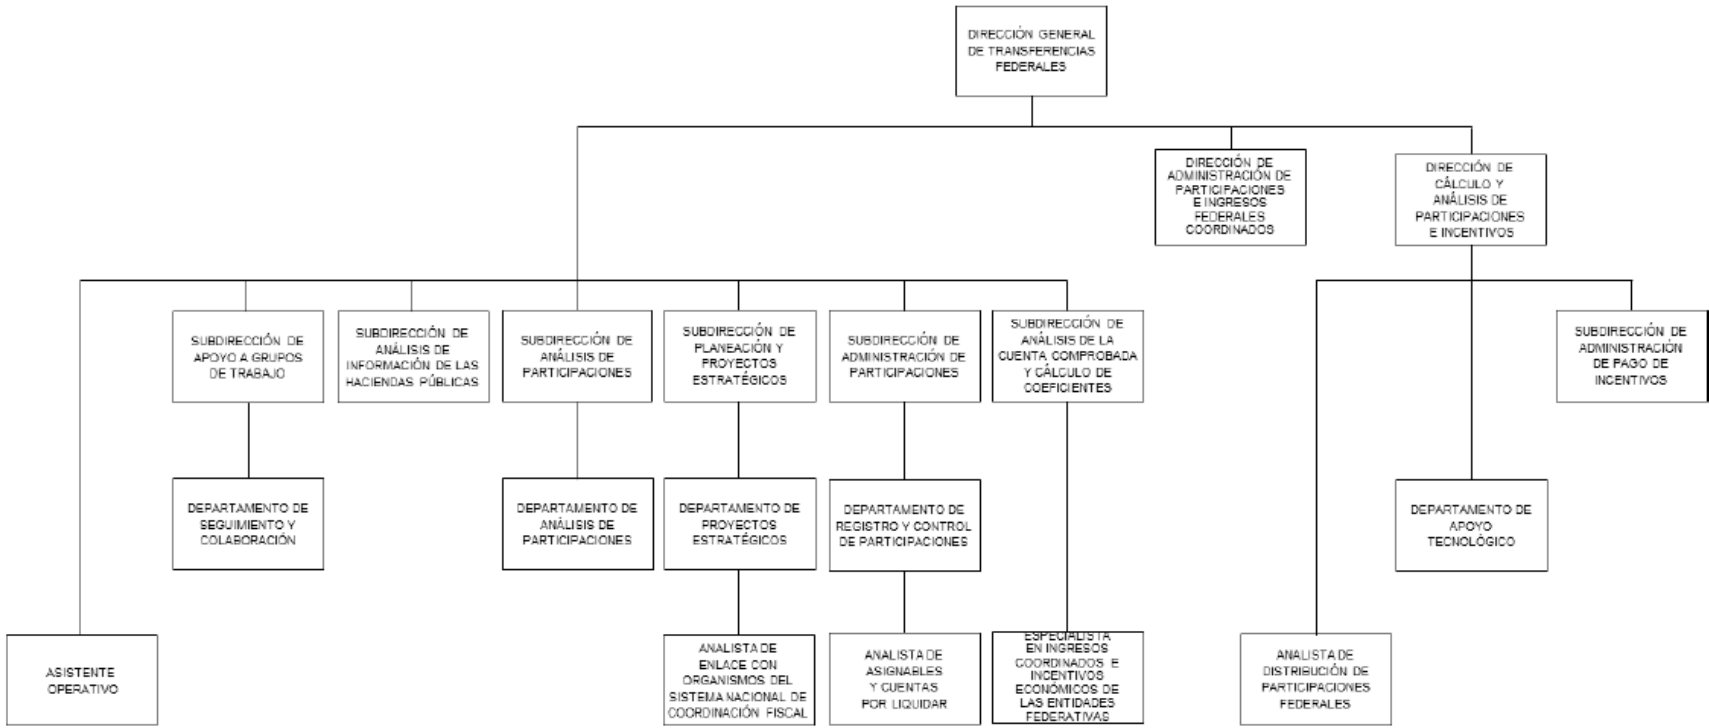 DIRECCIÓN GENERAL
DE TRANSFERENCIAS
FEDERALES
DIRECCIÓN DE
ADMINISTRACIÓN DE
PARTICIPACIONES
E INGRESOS
FEDERALES
COORDINADOS
DIRECCIÓN DE
CÁLCULO Y
ANÁLISIS DE
PARTICIPACIONES
E INCENTIVOS
SUBDIRECCIÓN DE
APOYO A GRUPOS
DE TRABAJO
SUBDIRECCIÓN DE
ANÁLISIS DE
INFORMACIÓN DE LAS
HACIENDAS PÚBLICAS
SUBDIRECCIÓN DE
ANÁLISIS DE
PARTICIPACIONES
SUBDIRECCIÓN DE
PLANEACIÓN Y
PROYECTOS
ESTRATÉGICOS
SUBDIRECCIÓN DE
ADMINISTRACIÓN DE
PARTICIPACIONES
SUBDIRECCIÓN DE
ANÁLISIS DE LA
CUENTA COMPROBADA
Y CÁLCULO DE
COEFICIENTES
SUBDIRECCIÓN DE
ADMINISTRACIÓN
DE PAGO DE
INCENTIVOS
DEPARTAMENTO DE
SEGUIMIENTO Y
COLABORACIÓN
DEPARTAMENTO DE
ANÁLISIS DE
PARTICIPACIONES
DEPARTAMENTO DE
PROYECTOS
ESTRATÉGICOS
DEPARTAMENTO DE
REGISTRO Y CONTROL
DE PARTICIPACIONES
DEPARTAMENTO DE
APOYO
TECNOLÓGICO
ASISTENTE
OPERATIVO
ANALISTA DE
ENLACE CON
ORGANISMOS DEL
SISTEMA NACIONAL DE
COORDINACIÓN FISCAL
ANALISTA DE
ASIGNABLES
Y CUENTAS
POR LIQUIDAR
ESPECIALISTA
EN INGRESOS
COORDINADOS E
INCENTIVOS
ECONÓMICOS DE
LAS ENTIDADES
FEDERATIVAS
ANALISTA DE
DISTRIBUCIÓN DE
PARTICIPACIONES
FEDERALES